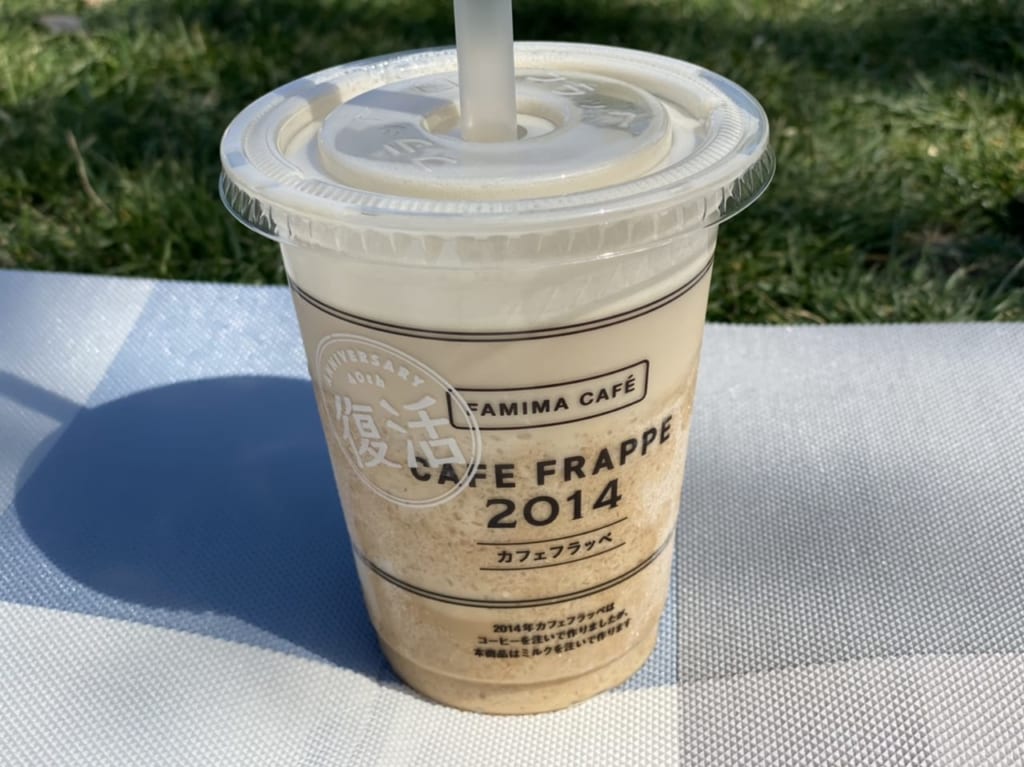 ANNIVERSARY
40th
復活
FAMIMA CAFÉ
CAFE FRAPPE
2014
カフェフラッペ
2014年カフェフラッペは
コーヒーを注いで作りましたが、
本商品はミルクを注いで作ります